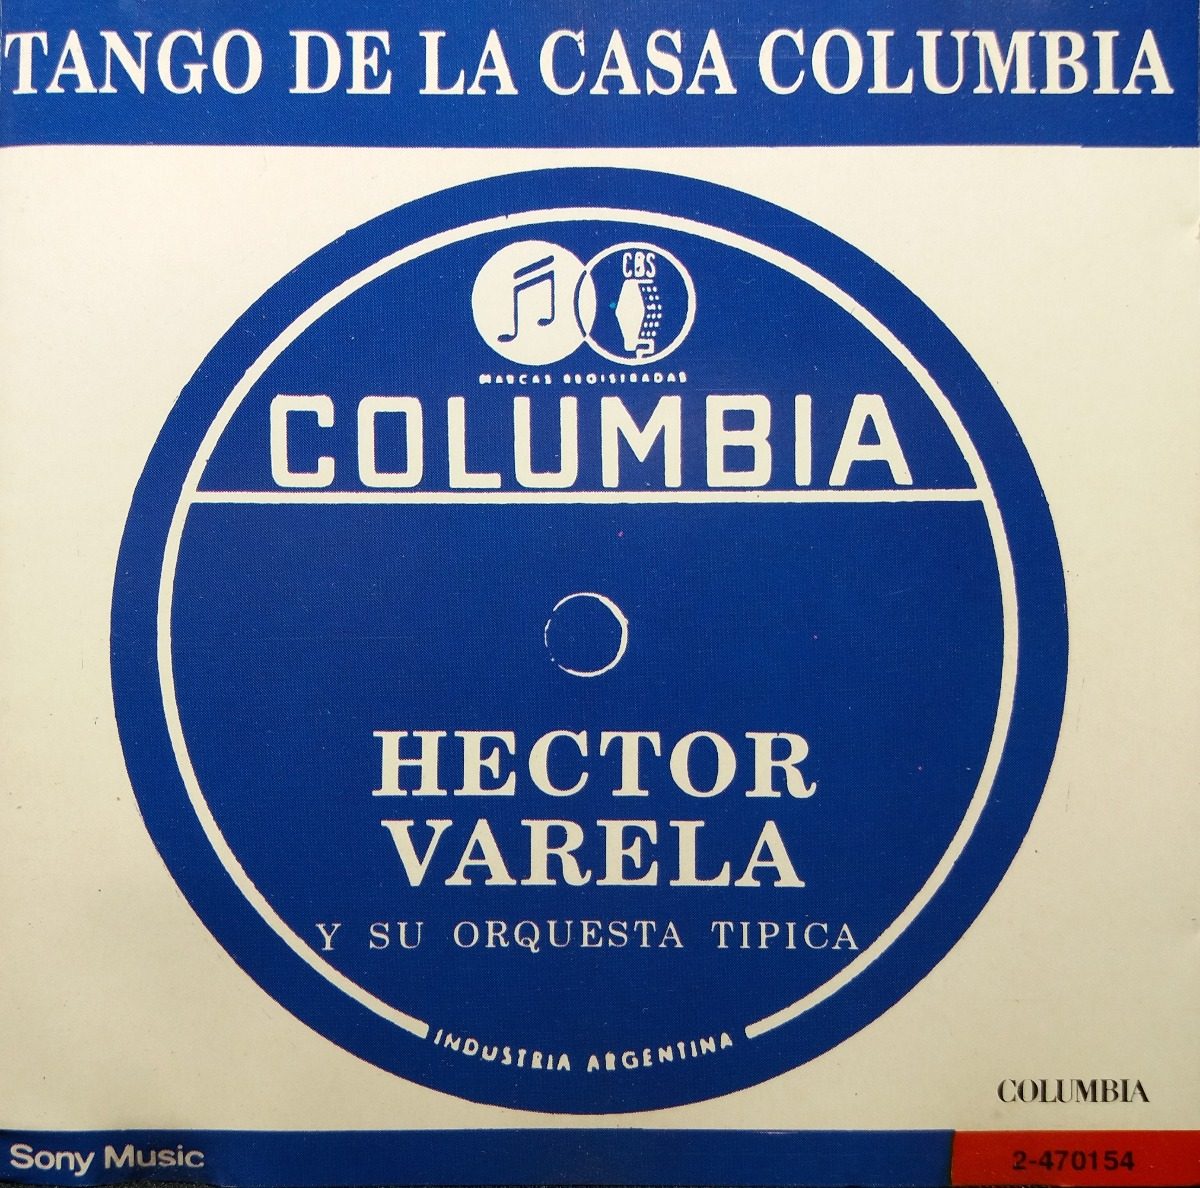 TANGO DE LA CASA COLUMBIA
CBS
MARCAS REGISTRADAS
COLUMBIA
HECTOR
VARELA
Y SU ORQUESTA TIPICA
INDUSTRIA ARGENTINA
COLUMBIA
Sony Music
2-470154